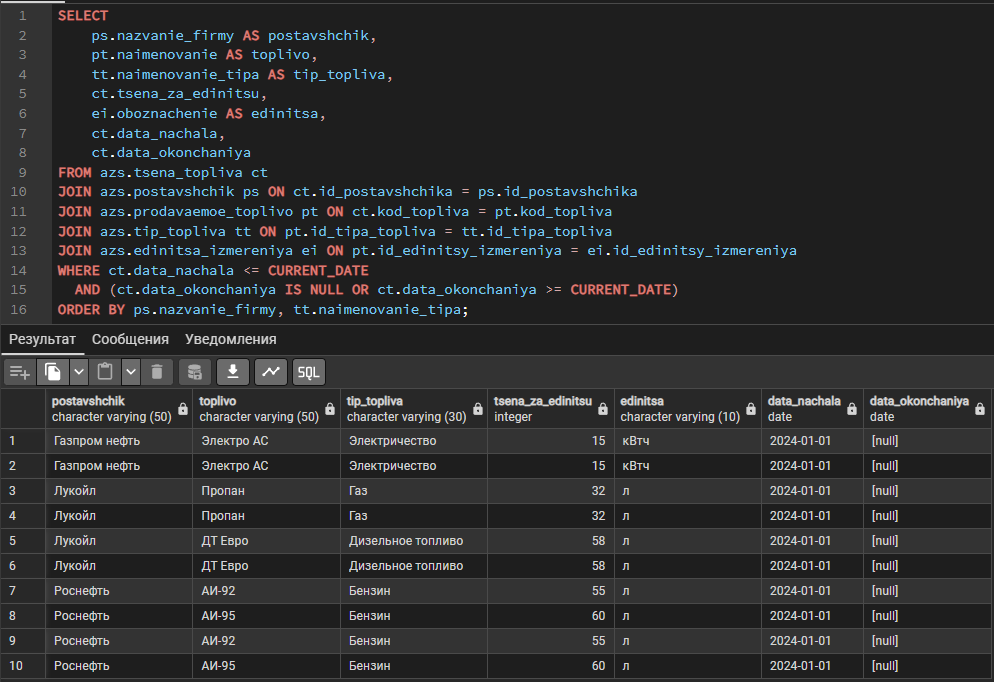 1 SELECT
2 ps.nazvanie_firmy AS postavshchik,
3 pt.naimenovanie AS toplivo,
4 tt.naimenovanie_tipa AS tip_topliva,
5 ct.tsena_za_edinitsu,
6 ei.oboznachenie AS edinitsa,
7 ct.data_nachala,
8 ct.data_okonchaniya
9 FROM azs.tsena_topliva ct
10 JOIN azs.postavshchik ps ON ct.id_postavshchika = ps.id_postavshchika
11 JOIN azs.prodavaemoe_toplivo pt ON ct.kod_topliva = pt.kod_topliva
12 JOIN azs.tip_topliva tt ON pt.id_tipa_topliva = tt.id_tipa_topliva
13 JOIN azs.edinitsa_izmereniya ei ON pt.id_edinitsy_izmereniya = ei.id_edinitsy_izmereniya
14 WHERE ct.data_nachala <= CURRENT_DATE
15 AND (ct.data_okonchaniya IS NULL OR ct.data_okonchaniya >= CURRENT_DATE)
16 ORDER BY ps.nazvanie_firmy, tt.naimenovanie_tipa;
Результат Сообщения Уведомления
SQL
postavshchik toplivo tip_topliva tsena_za_edinitsu edinitsa data_nachala data_okonchaniya
character varying (50) character varying (50) character varying (30) integer character varying (10) date date
1 Газпром нефть Электро АС Электричество 15 кВтч 2024-01-01 [null]
2 Газпром нефть Электро АС Электричество 15 кВтч 2024-01-01 [null]
3 Лукойл Пропан Газ 32 л 2024-01-01 [null]
4 Лукойл Пропан Газ 32 л 2024-01-01 [null]
5 Лукойл ДТ Евро Дизельное топливо 58 л 2024-01-01 [null]
6 Лукойл ДТ Евро Дизельное топливо 58 л 2024-01-01 [null]
7 Роснефть АИ-92 Бензин 55 л 2024-01-01 [null]
8 Роснефть АИ-95 Бензин 60 л 2024-01-01 [null]
9 Роснефть АИ-92 Бензин 55 л 2024-01-01 [null]
10 Роснефть АИ-95 Бензин 60 л 2024-01-01 [null]